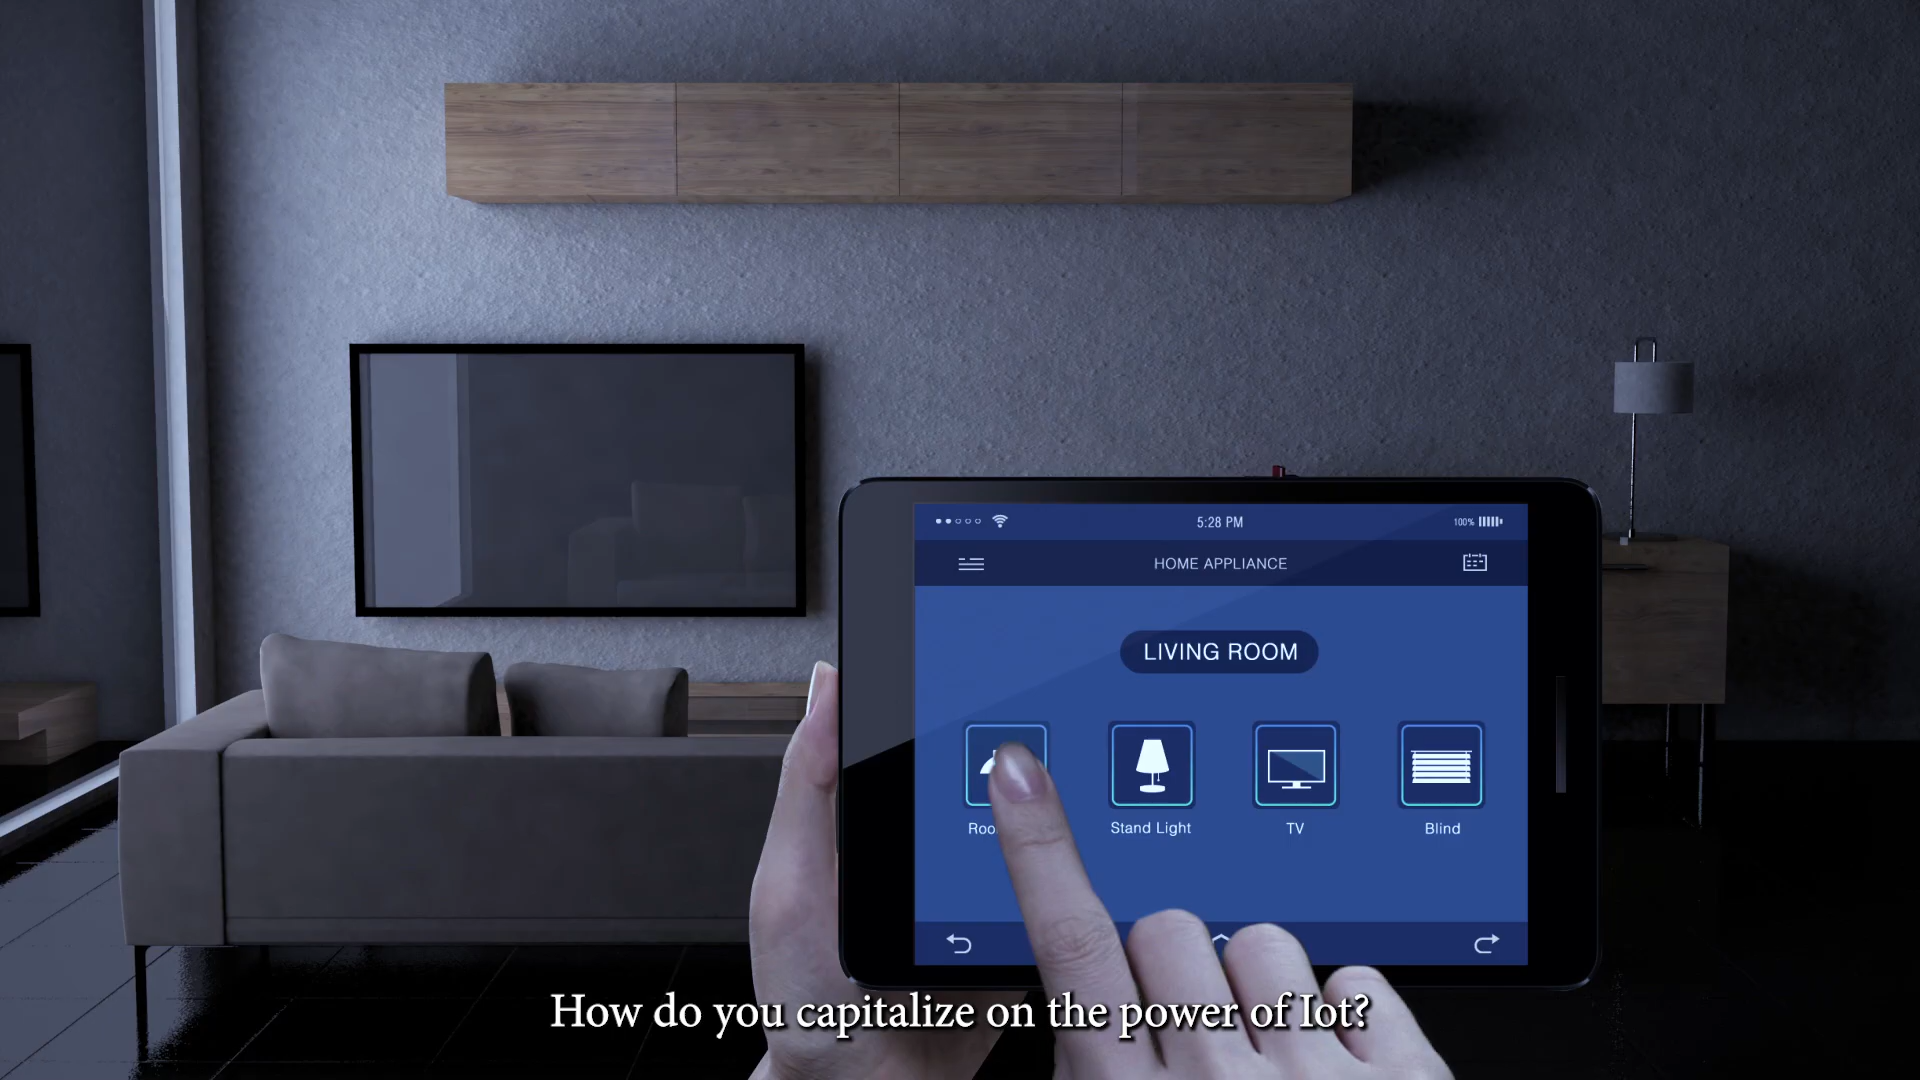 5:28 PM
100%
HOME APPLIANCE
LIVING ROOM
Stand Light
TV
Blind
How do you capitalize on the power of Iot?